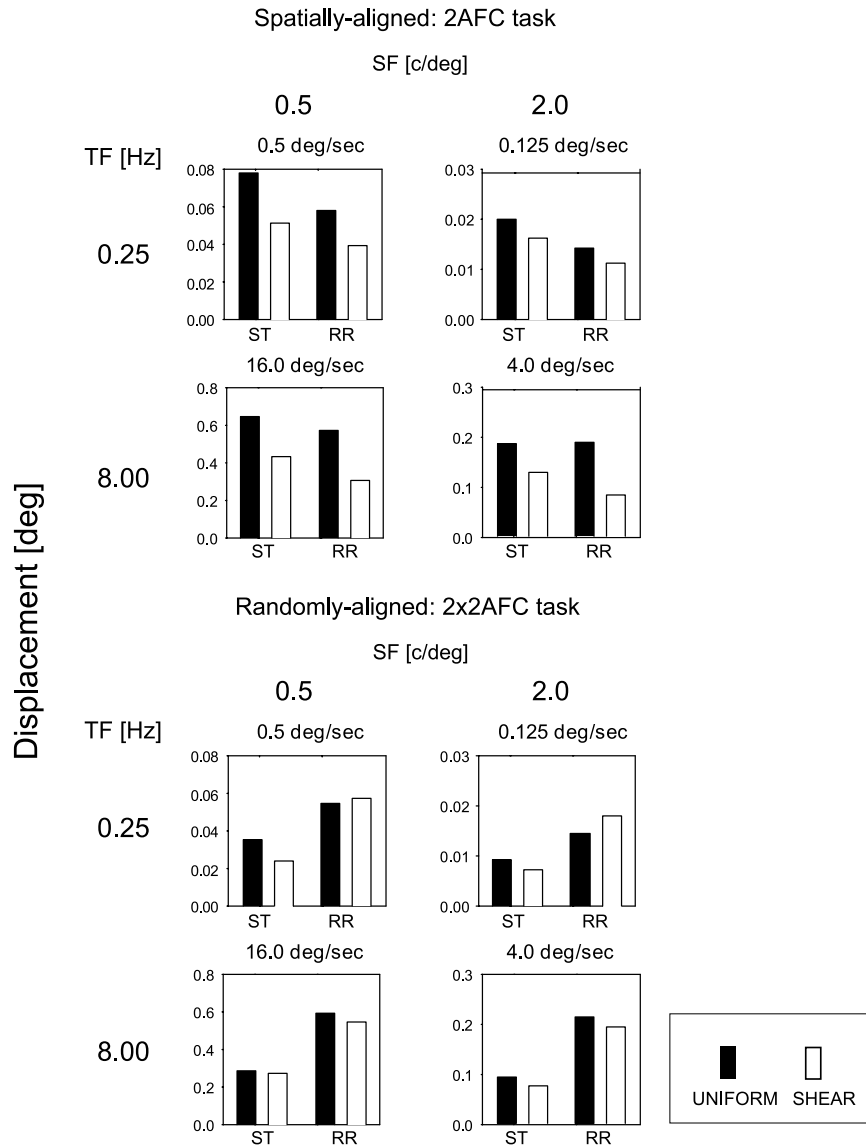 Spatially-aligned: 2AFC task
SF [c/deg]
0.5 2.0
TF [Hz] 0.5 deg/sec 0.125 deg/sec
0.08 0.03
0.06
0.25 0.02
0.04
0.01
0.02
0.00 0.00
ST RR ST RR
16.0 deg/sec 4.0 deg/sec
0.8 0.3
0.6
0.2
8.00 0.4
0.1
0.2
0.0 0.0
ST RR ST RR
Displacement [deg]
Randomly-aligned: 2x2AFC task
SF [c/deg]
0.5 2.0
TF [Hz] 0.5 deg/sec 0.125 deg/sec
0.08 0.03
0.06
0.25 0.02
0.04
0.01
0.02
0.00 0.00
ST RR ST RR
16.0 deg/sec 4.0 deg/sec
0.8 0.3
0.6
0.2
8.00 0.4
0.1
0.2
0.0 0.0
ST RR ST RR
UNIFORM SHEAR